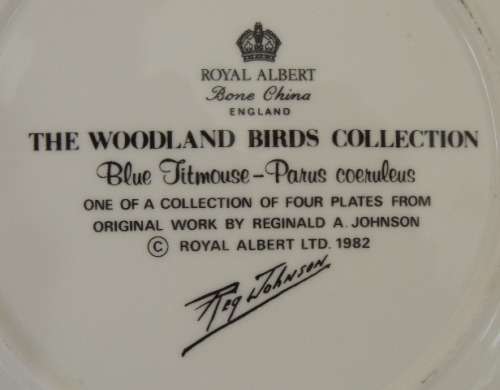 ROYAL ALBERT
Bone China
ENGLAND
THE WOODLAND BIRDS COLLECTION
Blue Titmouse - Parus coeruleus
ONE OF A COLLECTION OF FOUR PLATES FROM
ORIGINAL WORK BY REGINALD A. JOHNSON
© ROYAL ALBERT LTD. 1982
Reg Johnson